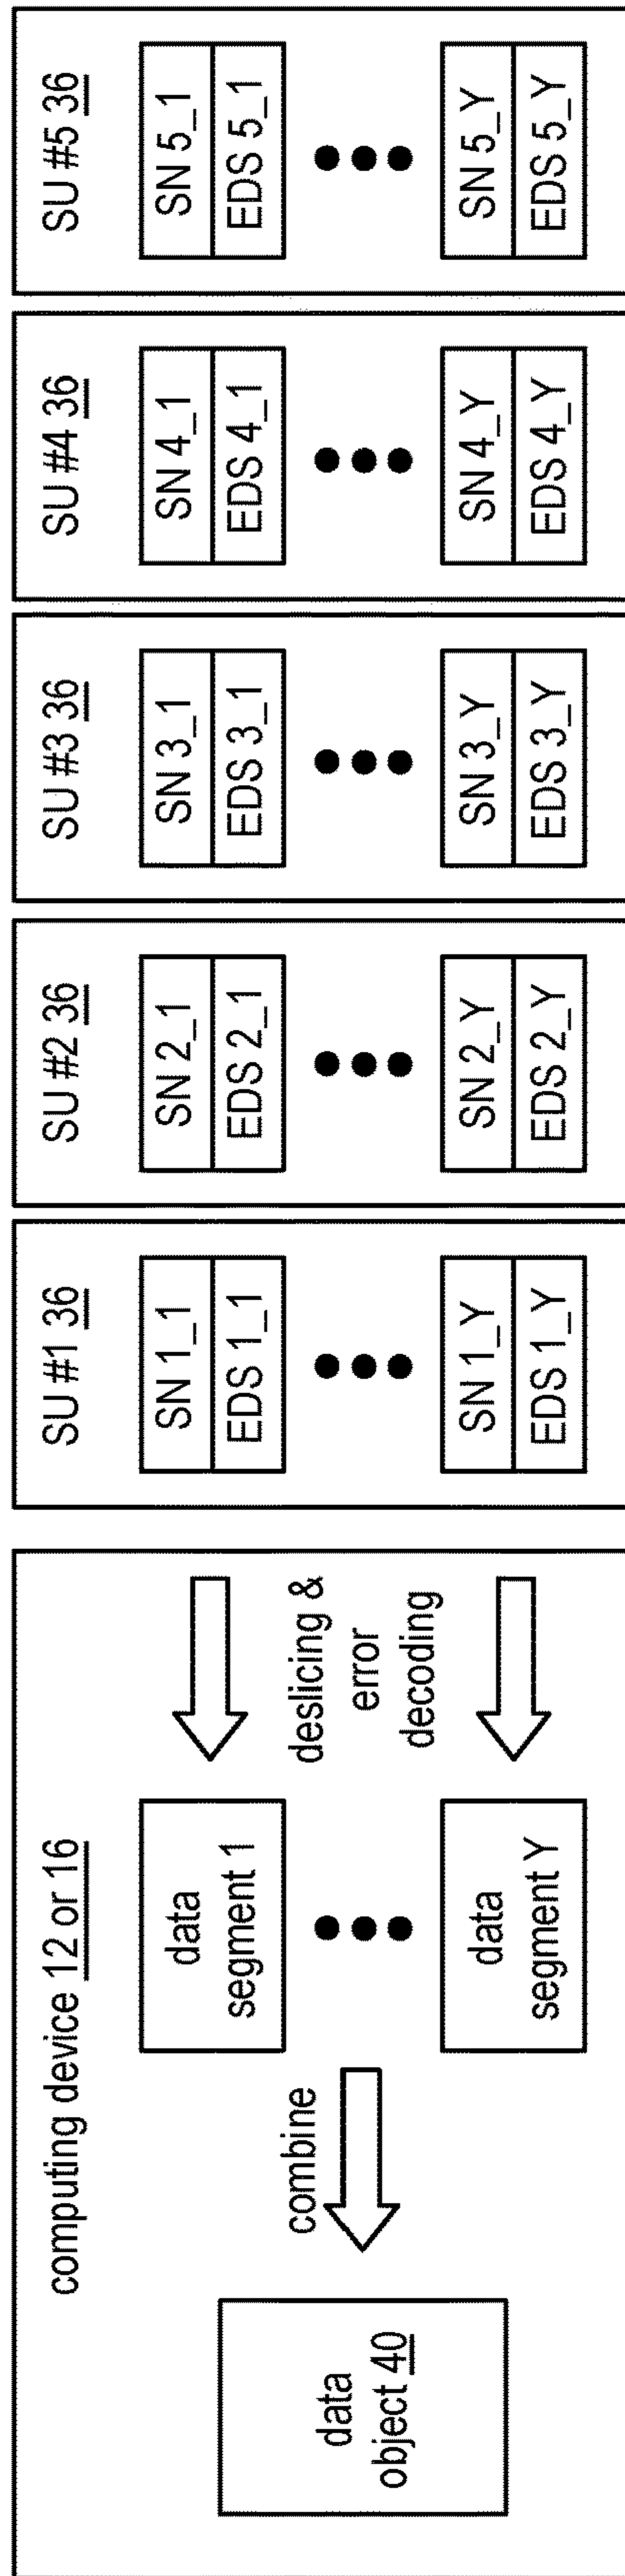 computing device 12 or 16
data
object 40
combine
data
segment 1
data
segment Y
deslicing &
error
decoding
SU #1 36
SN 1_1
EDS 1_1
SN 1_Y
EDS 1_Y
SU #2 36
SN 2_1
EDS 2_1
SN 2_Y
EDS 2_Y
SU #3 36
SN 3_1
EDS 3_1
SN 3_Y
EDS 3_Y
SU #4 36
SN 4_1
EDS 4_1
SN 4_Y
EDS 4_Y
SU #5 36
SN 5_1
EDS 5_1
SN 5_Y
EDS 5_Y